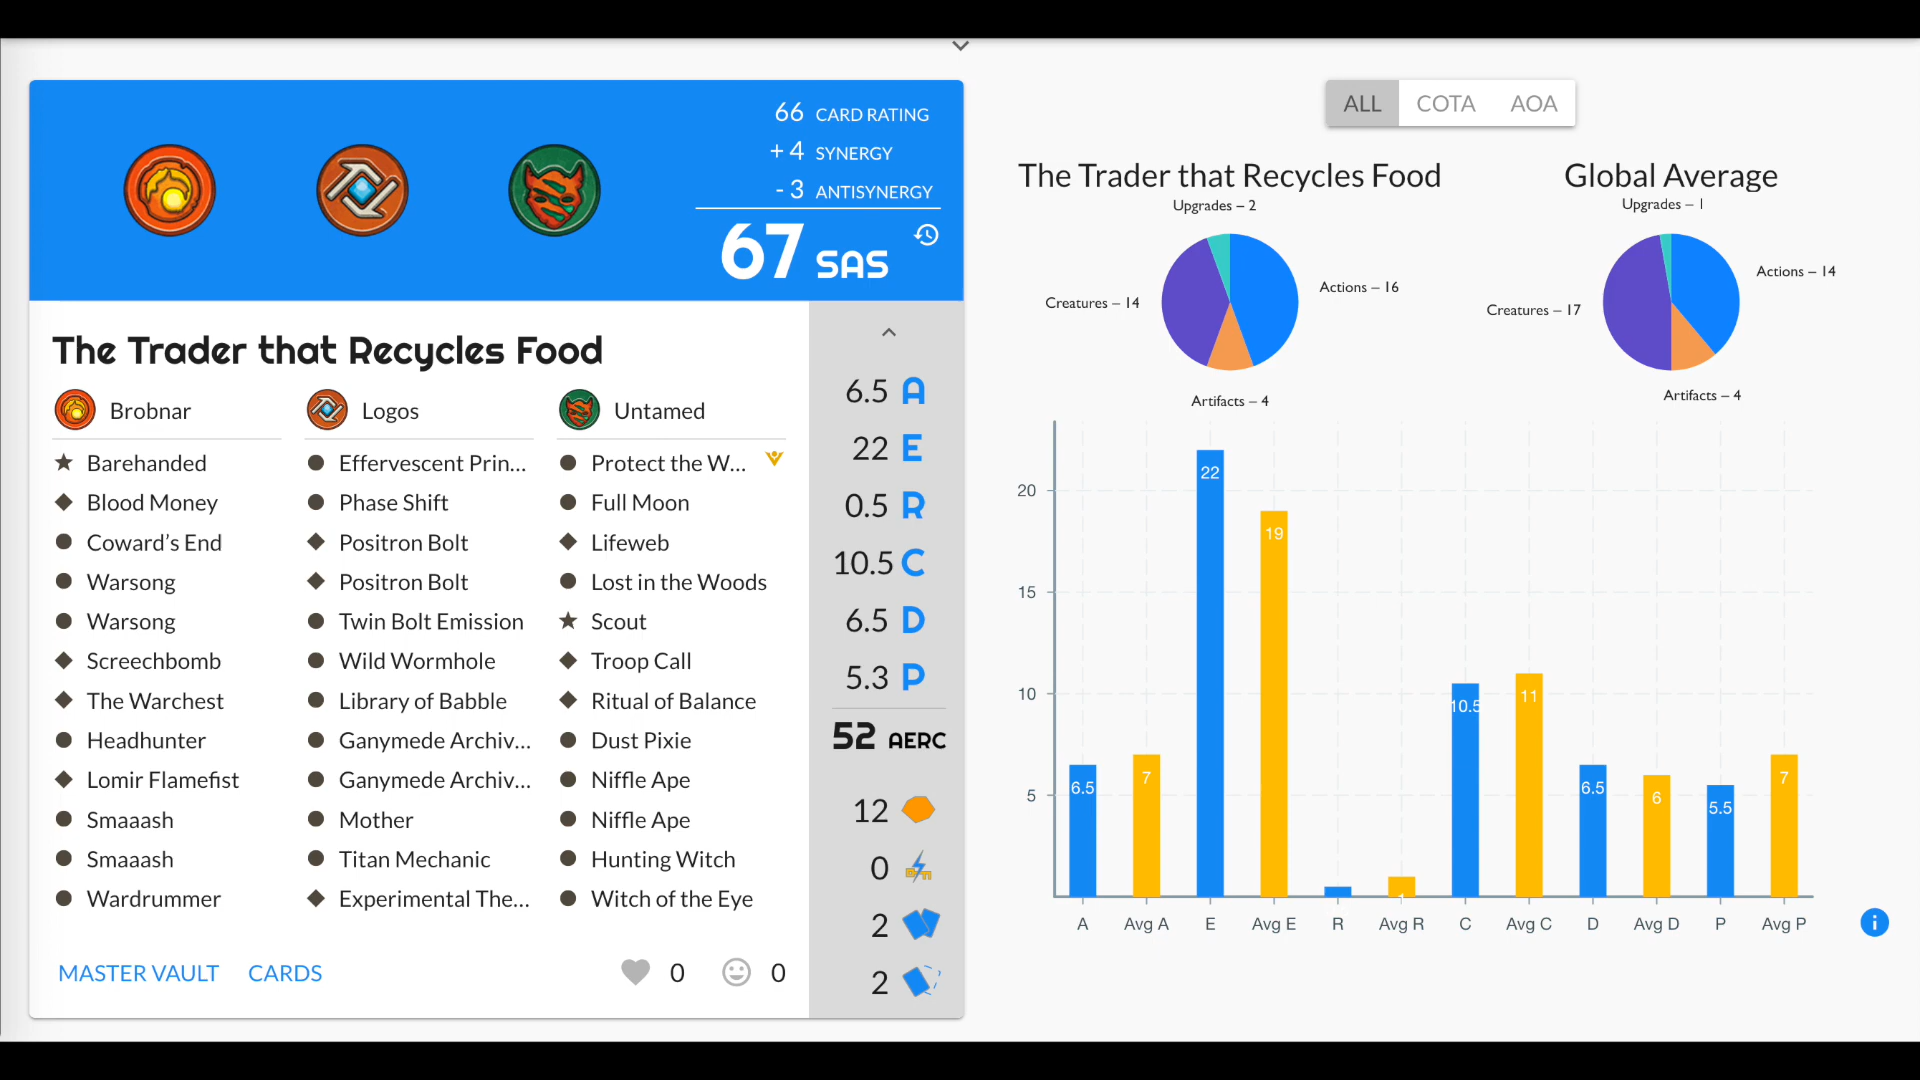 66 CARD RATING
+ 4 SYNERGY
- 3 ANTISYNERGY
67 SAS
The Trader that Recycles Food
Brobnar
Barehanded
Blood Money
Coward's End
Warsong
Warsong
Screechbomb
The Warchest
Headhunter
Lomir Flamefist
Smaaash
Smaaash
Wardrummer
Logos
Effervescent Prin...
Phase Shift
Positron Bolt
Positron Bolt
Twin Bolt Emission
Wild Wormhole
Library of Babble
Ganymede Archiv...
Ganymede Archiv...
Mother
Titan Mechanic
Experimental The...
Untamed
Protect the W...
Full Moon
Lifeweb
Lost in the Woods
Scout
Troop Call
Ritual of Balance
Dust Pixie
Niffle Ape
Niffle Ape
Hunting Witch
Witch of the Eye
MASTER VAULT CARDS 0 0
6.5 A
22 E
0.5 R
10.5 C
6.5 D
5.3 P
52 AERC
12
0
2
2
ALL COTA AOA
The Trader that Recycles Food
Upgrades – 2
Creatures – 14
Actions – 16
Artifacts – 4
Global Average
Upgrades – 1
Actions – 14
Creatures – 17
Artifacts – 4
20
15
10
5
6.5
7
22
19
1
10.5
11
6.5
6
5.5
7
A Avg A E Avg E R Avg R C Avg C D Avg D P Avg P
i